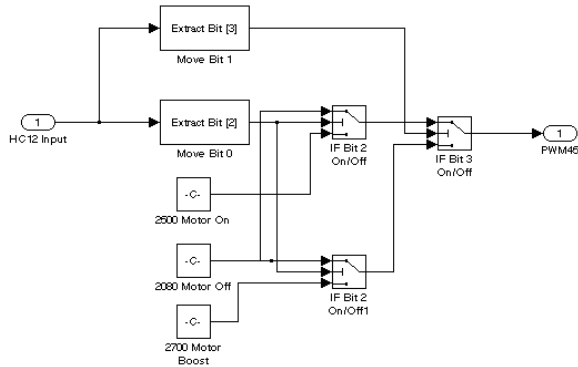 Extract Bit [3]
Move Bit 1
1
HC12 Input
Extract Bit [2]
Move Bit 0
IF Bit 2
On/Off
IF Bit 3
On/Off
1
PWM45
-C-
2500 Motor On
-C-
2080 Motor Off
IF Bit 2
On/Off1
-C-
2700 Motor
Boost